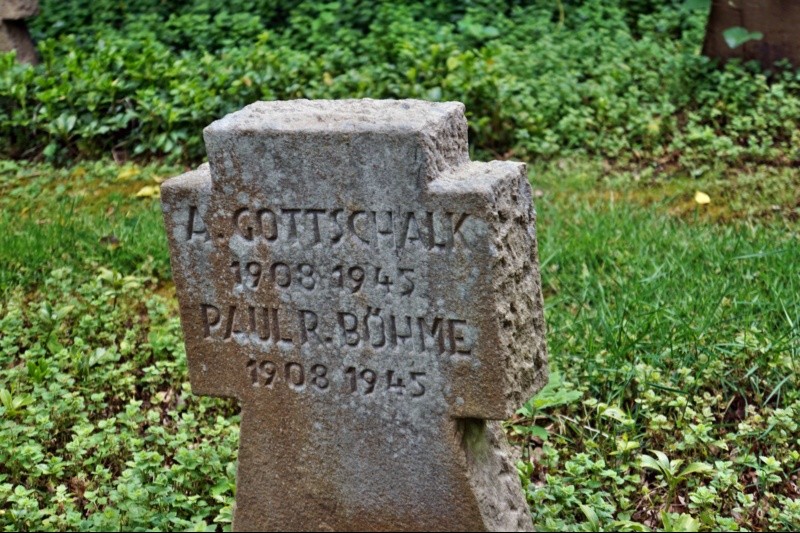 A. GOTTSCHALK
1908·1945
PAUL R. BÖHME
1908·1945